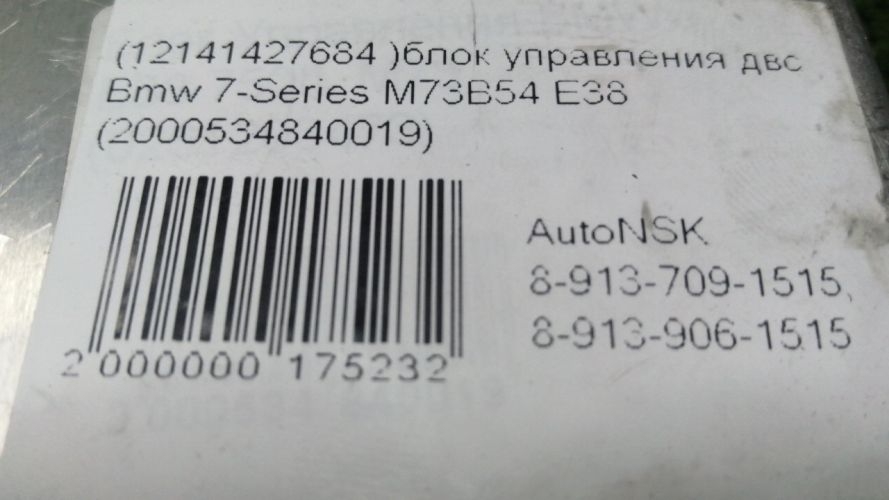 (12141427684 )блок управления двс
Bmw 7-Series M73B54 E38
(2000534840019)
AutoNSK
8-913-709-1515,
8-913-906-1515
2 000000 175232